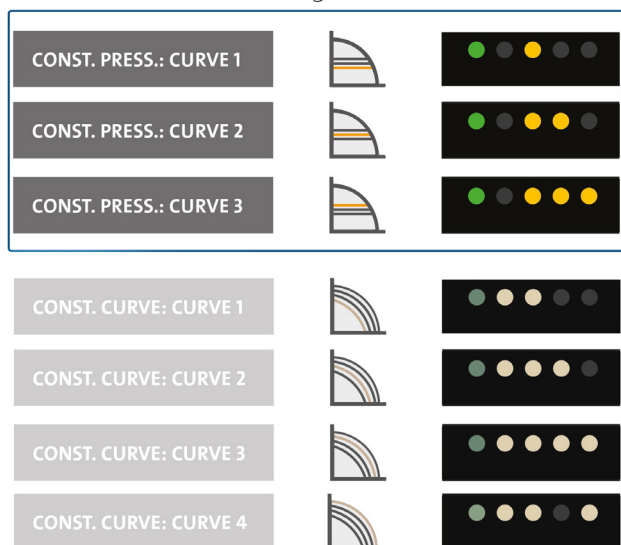 CONST. PRESS.: CURVE 1
CONST. PRESS.: CURVE 2
CONST. PRESS.: CURVE 3
CONST. CURVE: CURVE 1
CONST. CURVE: CURVE 2
CONST. CURVE: CURVE 3
CONST. CURVE: CURVE 4